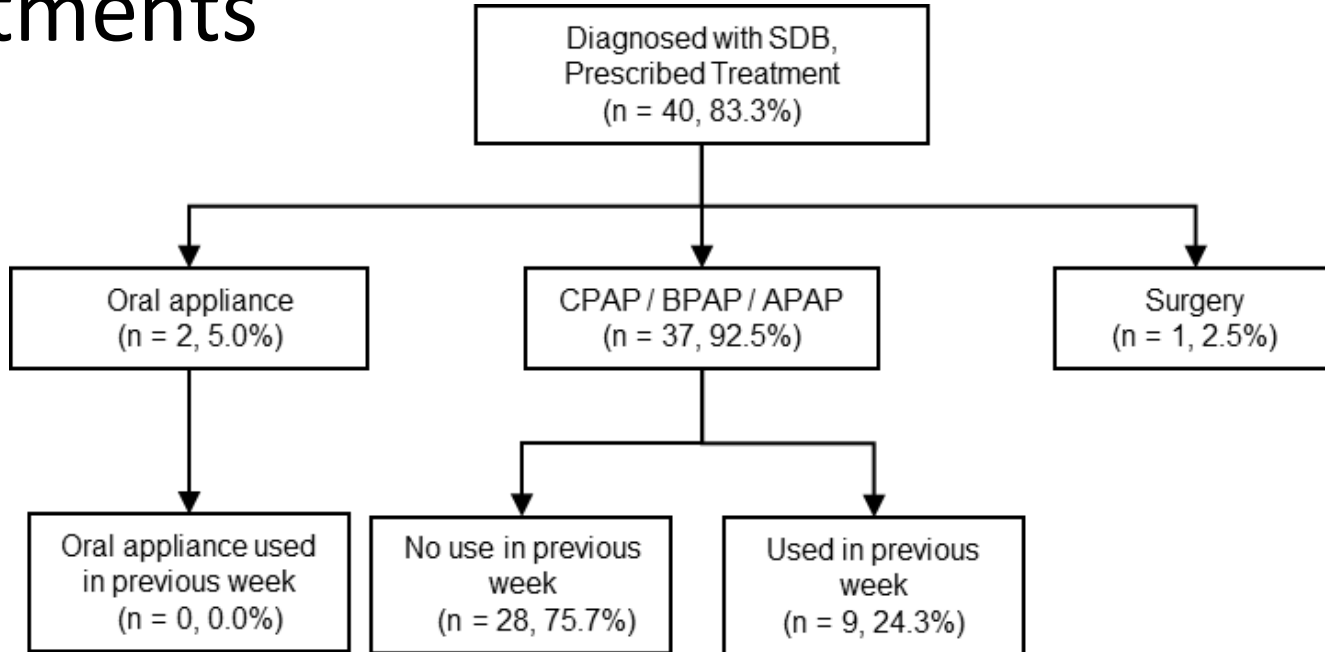 tments
Diagnosed with SDB,
Prescribed Treatment
(n = 40, 83.3%)
Oral appliance
(n = 2, 5.0%)
CPAP / BPAP / APAP
(n = 37, 92.5%)
Surgery
(n = 1, 2.5%)
Oral appliance used
in previous week
(n = 0, 0.0%)
No use in previous
week
(n = 28, 75.7%)
Used in previous
week
(n = 9, 24.3%)